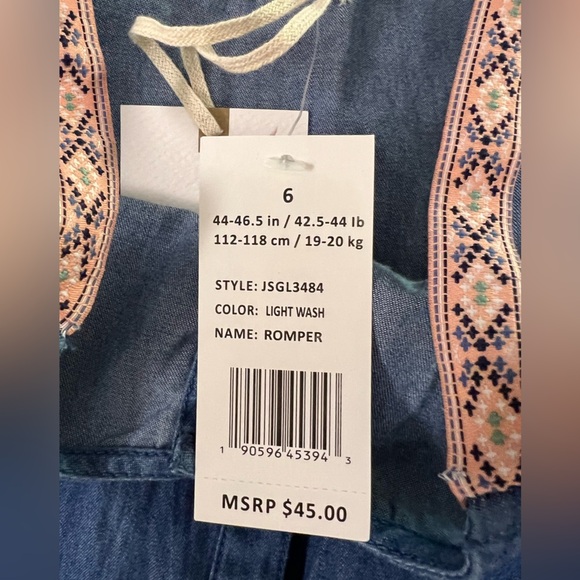 6
44-46.5 in / 42.5-44 lb
112-118 cm / 19-20 kg
STYLE: JSGL3484
COLOR: LIGHT WASH
NAME: ROMPER
1 90596 45394 3
MSRP $45.00